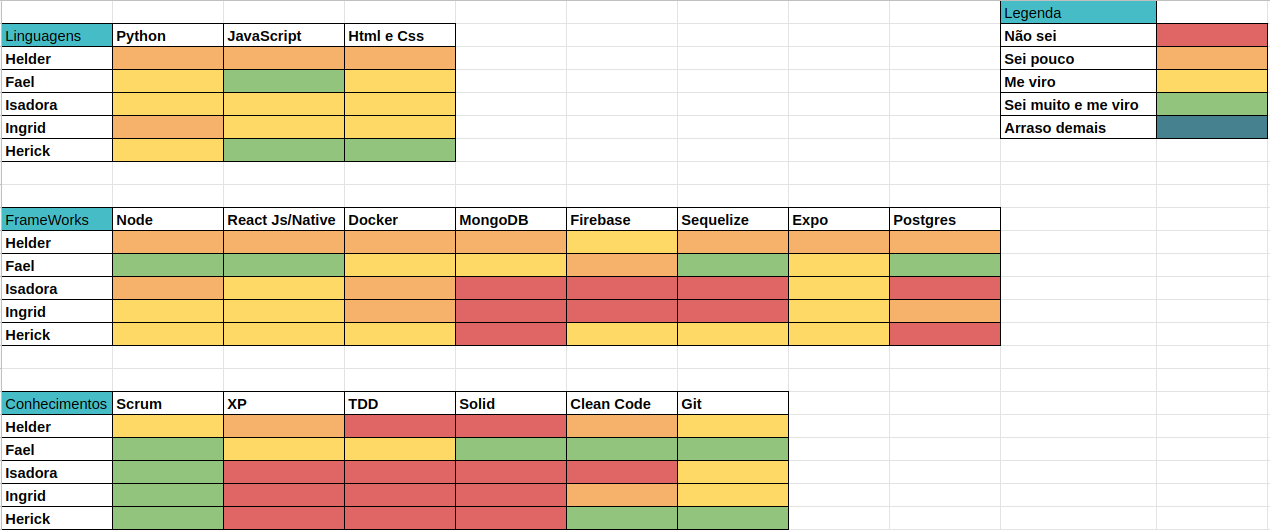 Legenda
Linguagens Python JavaScript Html e Css Não sei
Helder Sei pouco
Fael Me viro
Isadora Sei muito e me viro
Ingrid Arraso demais
Herick
FrameWorks Node React Js/Native Docker MongoDB Firebase Sequelize Expo Postgres
Helder
Fael
Isadora
Ingrid
Herick
Conhecimentos Scrum XP TDD Solid Clean Code Git
Helder
Fael
Isadora
Ingrid
Herick